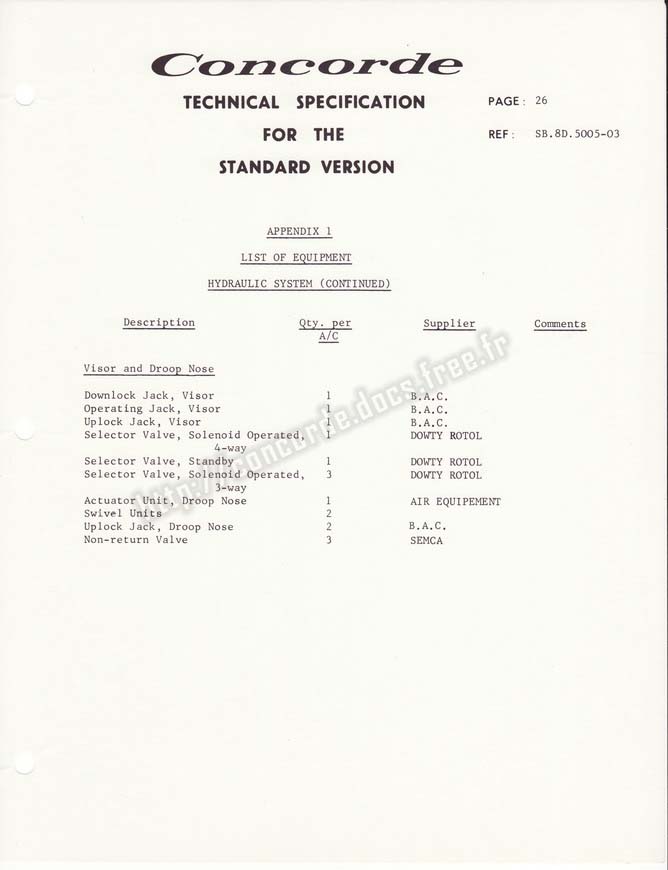 Concorde
TECHNICAL SPECIFICATION
FOR THE
STANDARD VERSION
PAGE: 26
REF: SB.8D.5005-03
APPENDIX 1
LIST OF EQUIPMENT
HYDRAULIC SYSTEM (CONTINUED)
Description Qty. per A/C Supplier Comments
Visor and Droop Nose
Downlock Jack, Visor 1 B.A.C.
Operating Jack, Visor 1 B.A.C.
Uplock Jack, Visor 1 B.A.C.
Selector Valve, Solenoid Operated, 1 DOWTY ROTOL
4-way
Selector Valve, Standby 1 DOWTY ROTOL
Selector Valve, Solenoid Operated, 3 DOWTY ROTOL
3-way
Actuator Unit, Droop Nose 1 AIR EQUIPEMENT
Swivel Units 2
Uplock Jack, Droop Nose 2 B.A.C.
Non-return Valve 3 SEMCA
http://concorde.docs.free.fr